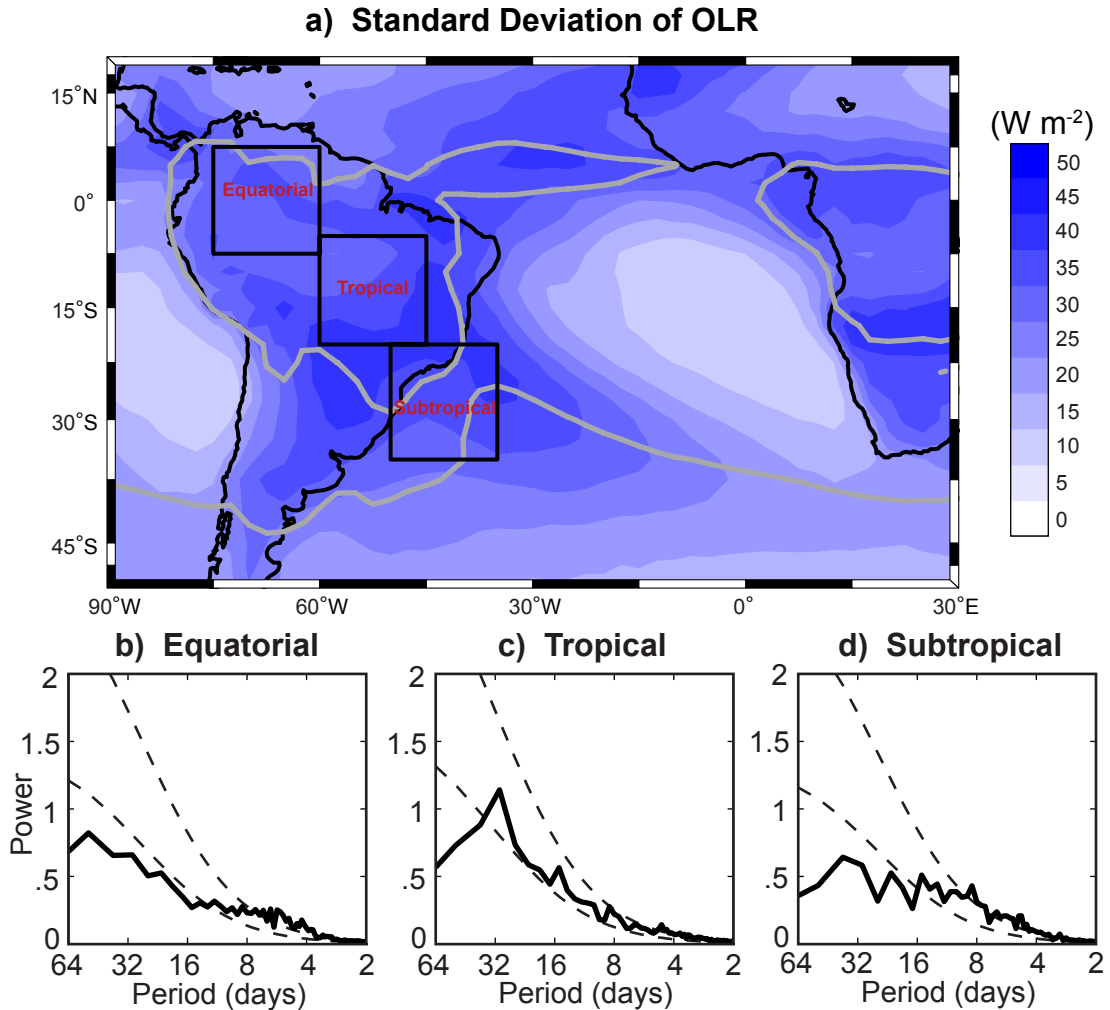 a)  Standard Deviation of OLR
15°N
0°
15°S
30°S
45°S
90°W
60°W
30°W
0°
30°E
Equatorial
Tropical
Subtropical
(W m-2)
50
45
40
35
30
25
20
15
10
5
0
b)  Equatorial
c)  Tropical
d)  Subtropical
Power
2
1.5
1
.5
0
64
32
16
8
4
2
Period (days)
2
1.5
1
.5
0
64
32
16
8
4
2
Period (days)
2
1.5
1
.5
0
64
32
16
8
4
2
Period (days)